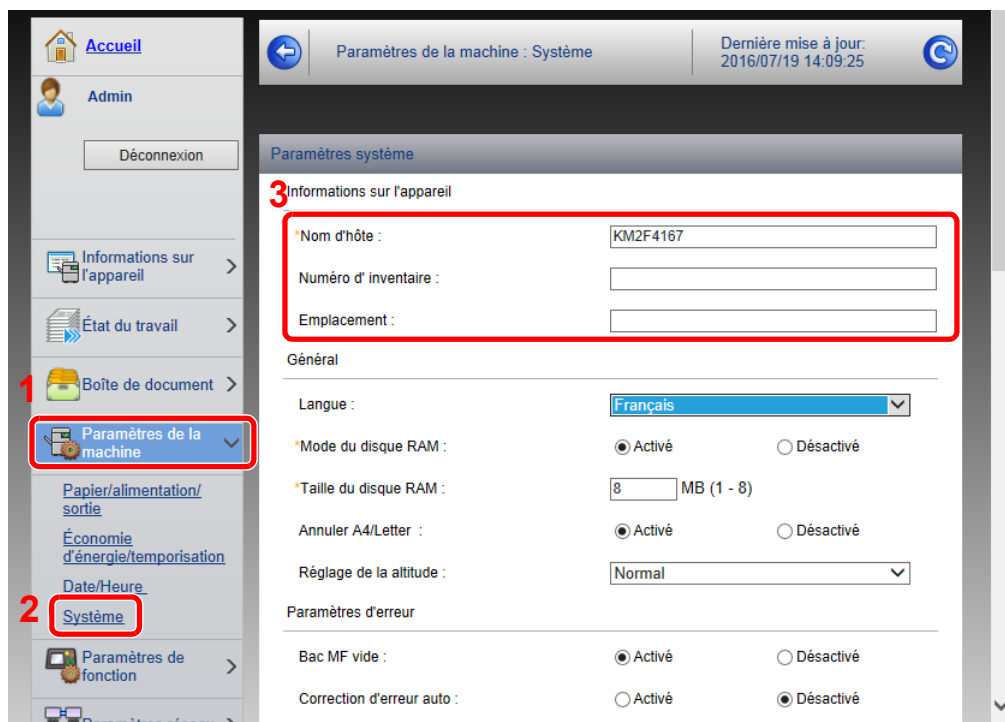 Accueil
Admin
Déconnexion
Informations sur
l'appareil
État du travail
1
Boîte de document
Paramètres de la
machine
Papier/alimentation/
sortie
Économie
d'énergie/temporisation
Date/Heure
2
Système
Paramètres de
fonction
Paramètres réseau
Paramètres de la machine : Système
Dernière mise à jour:
2016/07/19 14:09:25
Paramètres système
3
Informations sur l'appareil
*Nom d'hôte : KM2F4167
Numéro d' inventaire :
Emplacement :
Général
Langue : Français
*Mode du disque RAM : Activé Désactivé
*Taille du disque RAM : 8 MB (1 - 8)
Annuler A4/Letter : Activé Désactivé
Réglage de la altitude : Normal
Paramètres d'erreur
Bac MF vide : Activé Désactivé
Correction d'erreur auto : Activé Désactivé